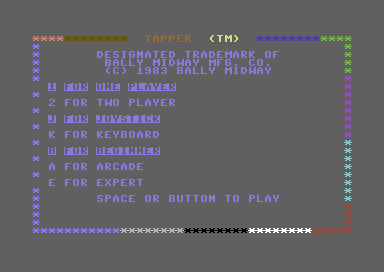 TAPPER (TM)
DESIGNATED TRADEMARK OF
BALLY MIDWAY MFG. CO.
(C) 1983 BALLY MIDWAY
1 FOR ONE PLAYER
2 FOR TWO PLAYER
J FOR JOYSTICK
K FOR KEYBOARD
B FOR BEGINNER
A FOR ARCADE
E FOR EXPERT
SPACE OR BUTTON TO PLAY